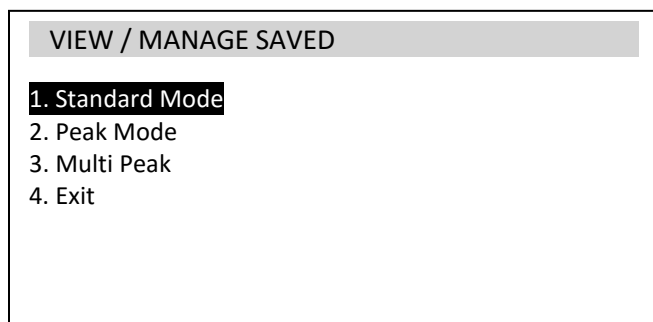 VIEW / MANAGE SAVED
1. Standard Mode
2. Peak Mode
3. Multi Peak
4. Exit